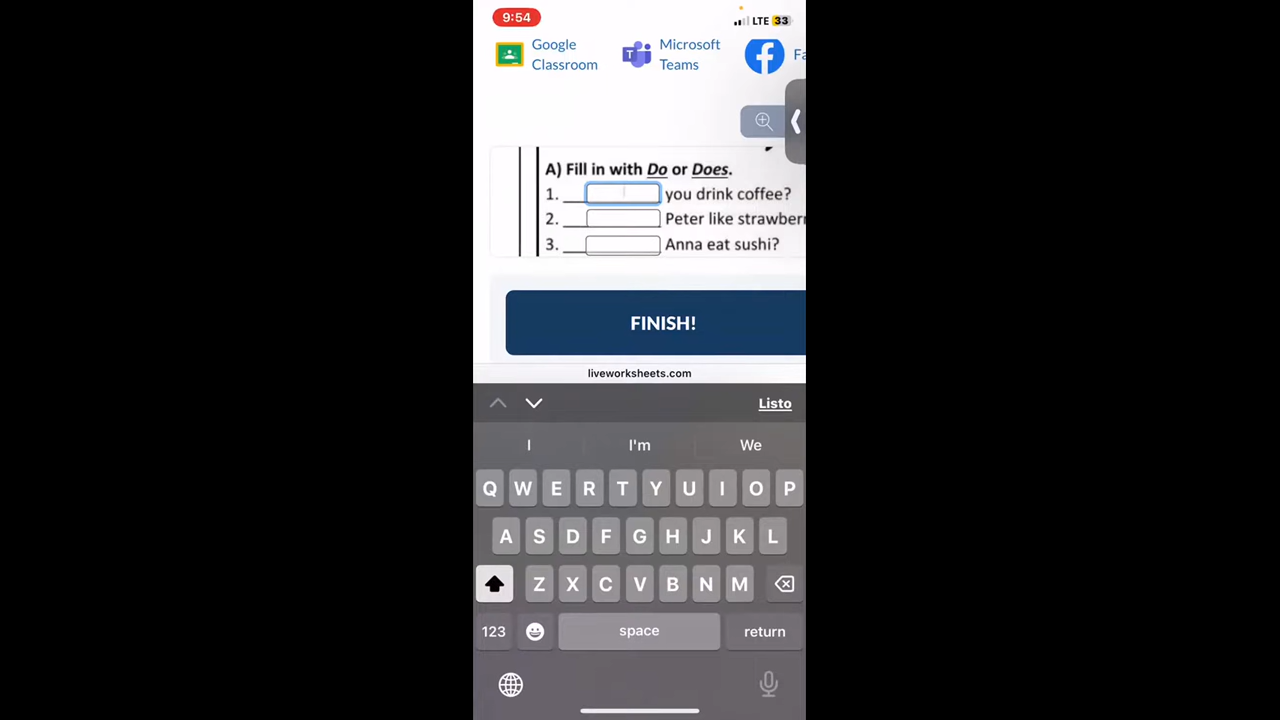 9:54
LTE 33
Google Classroom
Microsoft Teams
Fa
A) Fill in with Do or Does.
1. ___ you drink coffee?
2. ___ Peter like strawberr
3. ___ Anna eat sushi?
FINISH!
liveworksheets.com
Listo
I I'm We
Q W E R T Y U I O P
A S D F G H J K L
Z X C V B N M
123 space return